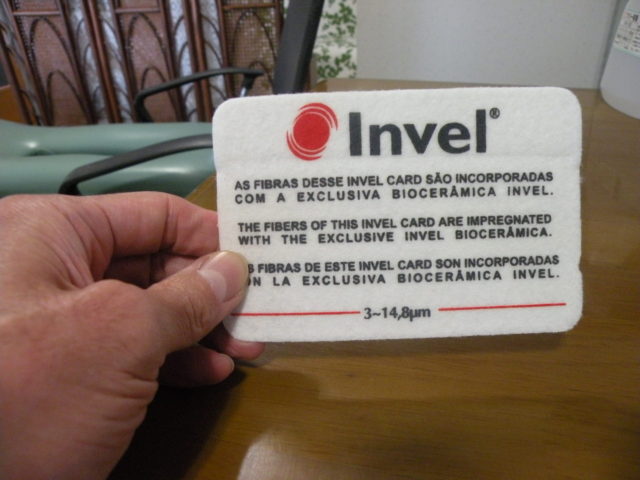 Invel®
AS FIBRAS DESSE INVEL CARD SÃO INCORPORADAS
COM A EXCLUSIVA BIOCERÂMICA INVEL.
THE FIBERS OF THIS INVEL CARD ARE IMPREGNATED
WITH THE EXCLUSIVE INVEL BIOCERÂMICA.
FIBRAS DE ESTE INVEL CARD SON INCORPORADAS
LA EXCLUSIVA BIOCERÂMICA INVEL.
3~14,8µm